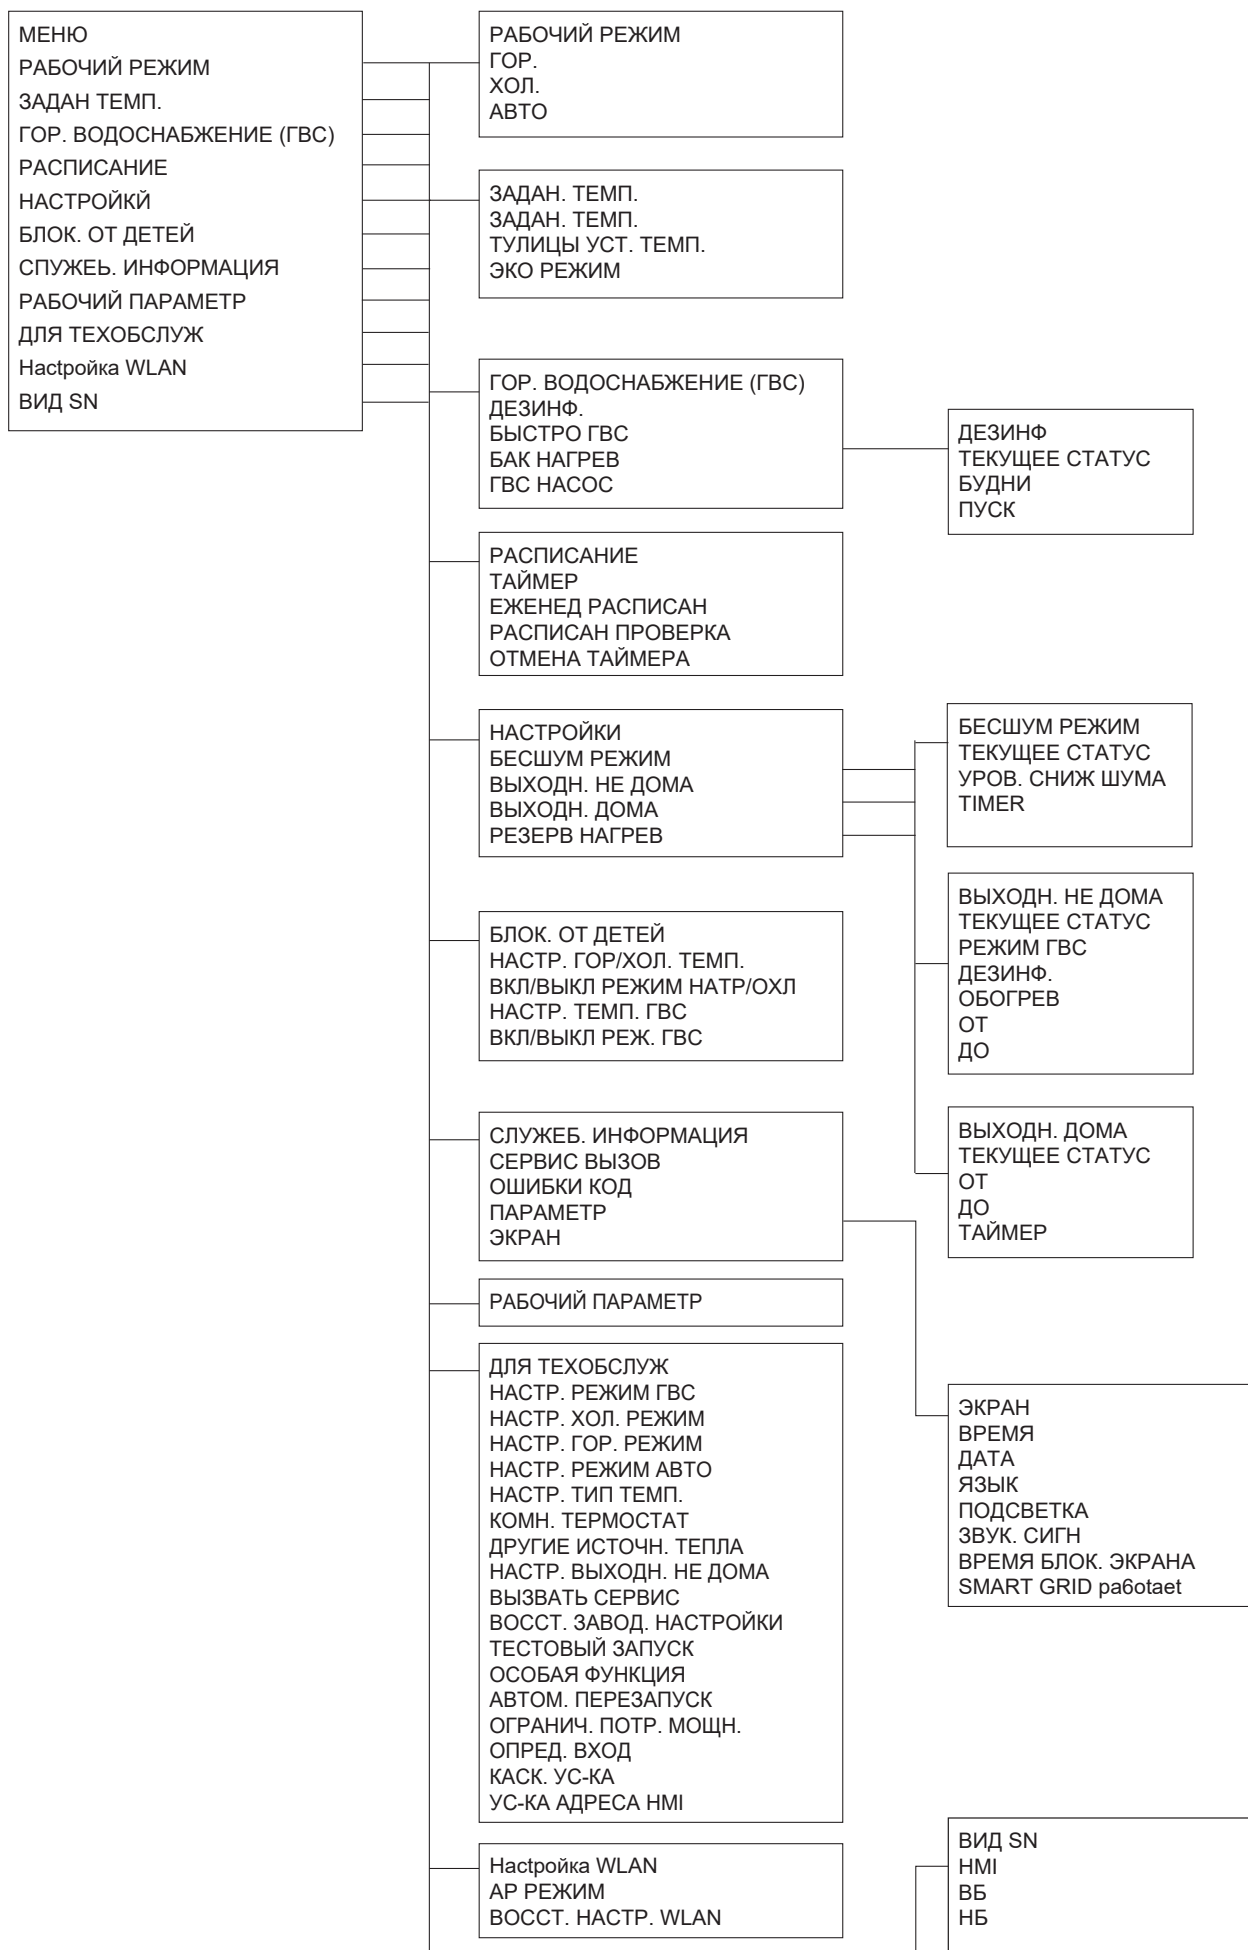 МЕНЮ
РАБОЧИЙ РЕЖИМ
ЗАДАН ТЕМП.
ГОР. ВОДОСНАБЖЕНИЕ (ГВС)
РАСПИСАНИЕ
НАСТРОЙКЙ
БЛОК. ОТ ДЕТЕЙ
СПУЖЕЬ. ИНФОРМАЦИЯ
РАБОЧИЙ ПАРАМЕТР
ДЛЯ ТЕХОБСЛУЖ
Насtройка WLAN
ВИД SN
РАБОЧИЙ РЕЖИМ
ГОР.
ХОЛ.
АВТО
ЗАДАН. ТЕМП.
ЗАДАН. ТЕМП.
ТУЛИЦЫ УСТ. ТЕМП.
ЭКО РЕЖИМ
ГОР. ВОДОСНАБЖЕНИЕ (ГВС)
ДЕЗИНФ.
БЫСТРО ГВС
БАК НАГРЕВ
ГВС НАСОС
ДЕЗИНФ
ТЕКУЩЕЕ СТАТУС
БУДНИ
ПУСК
РАСПИСАНИЕ
ТАЙМЕР
ЕЖЕНЕД РАСПИСАН
РАСПИСАН ПРОВЕРКА
ОТМЕНА ТАЙМЕРА
НАСТРОЙКИ
БЕСШУМ РЕЖИМ
ВЫХОДН. НЕ ДОМА
ВЫХОДН. ДОМА
РЕЗЕРВ НАГРЕВ
БЕСШУМ РЕЖИМ
ТЕКУЩЕЕ СТАТУС
УРОВ. СНИЖ ШУМА
TIMER
ВЫХОДН. НЕ ДОМА
ТЕКУЩЕЕ СТАТУС
РЕЖИМ ГВС
ДЕЗИНФ.
ОБОГРЕВ
ОТ
ДО
ВЫХОДН. ДОМА
ТЕКУЩЕЕ СТАТУС
ОТ
ДО
ТАЙМЕР
БЛОК. ОТ ДЕТЕЙ
НАСТР. ГОР/ХОЛ. ТЕМП.
ВКЛ/ВЫКЛ РЕЖИМ НАТР/ОХЛ
НАСТР. ТЕМП. ГВС
ВКЛ/ВЫКЛ РЕЖ. ГВС
СЛУЖЕБ. ИНФОРМАЦИЯ
СЕРВИС ВЫЗОВ
ОШИБКИ КОД
ПАРАМЕТР
ЭКРАН
РАБОЧИЙ ПАРАМЕТР
ДЛЯ ТЕХОБСЛУЖ
НАСТР. РЕЖИМ ГВС
НАСТР. ХОЛ. РЕЖИМ
НАСТР. ГОР. РЕЖИМ
НАСТР. РЕЖИМ АВТО
НАСТР. ТИП ТЕМП.
КОМН. ТЕРМОСТАТ
ДРУГИЕ ИСТОЧН. ТЕПЛА
НАСТР. ВЫХОДН. НЕ ДОМА
ВЫЗВАТЬ СЕРВИС
ВОССТ. ЗАВОД. НАСТРОЙКИ
ТЕСТОВЫЙ ЗАПУСК
ОСОБАЯ ФУНКЦИЯ
АВТОМ. ПЕРЕЗАПУСК
ОГРАНИЧ. ПОТР. МОЩН.
ОПРЕД. ВХОД
КАСК. УС-КА
УС-КА АДРЕСА HMI
ЭКРАН
ВРЕМЯ
ДАТА
ЯЗЫК
ПОДСВЕТКА
ЗВУК. СИГН
ВРЕМЯ БЛОК. ЭКРАНА
SMART GRID pa6otaet
Насtройка WLAN
AP РЕЖИМ
ВОССТ. НАСТР. WLAN
ВИД SN
HMI
ВБ
НБ